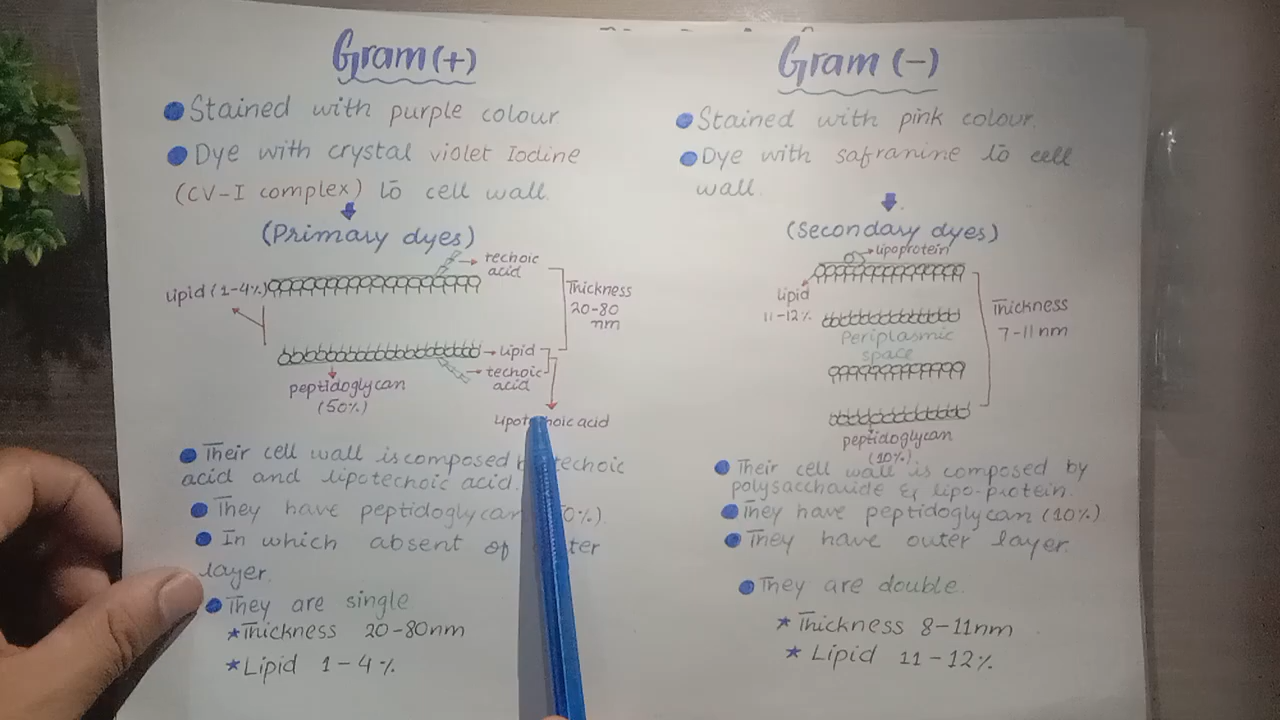 Gram (+)
Stained with purple colour
Dye with crystal violet Iodine
(CV-I complex) to cell wall.
(Primary dyes)
techoic
acid
Lipid (1-4%)
Thickness
20-80
nm
Lipid
techoic
acid
peptidoglycan
(50%)
acid
Their cell wall is composed techoic
acid and lipotechoic acid.
They have peptidoglycan
In which absent of
layer.
They are single
Thickness 20-80nm
Lipid 1-4%
Gram (-)
Stained with pink colour.
Dye with safranine to cell
wall.
(Secondary dyes)
lipoprotein
Lipid
11-12%
Periplasmic
space
Thickness
7-11nm
peptidoglycan
(10%)
Their cell wall is composed by
polysaccharide & lipo-protein.
They have peptidoglycan (10%)
They have outer layer.
They are double.
Thickness 8-11nm
Lipid 11-12%